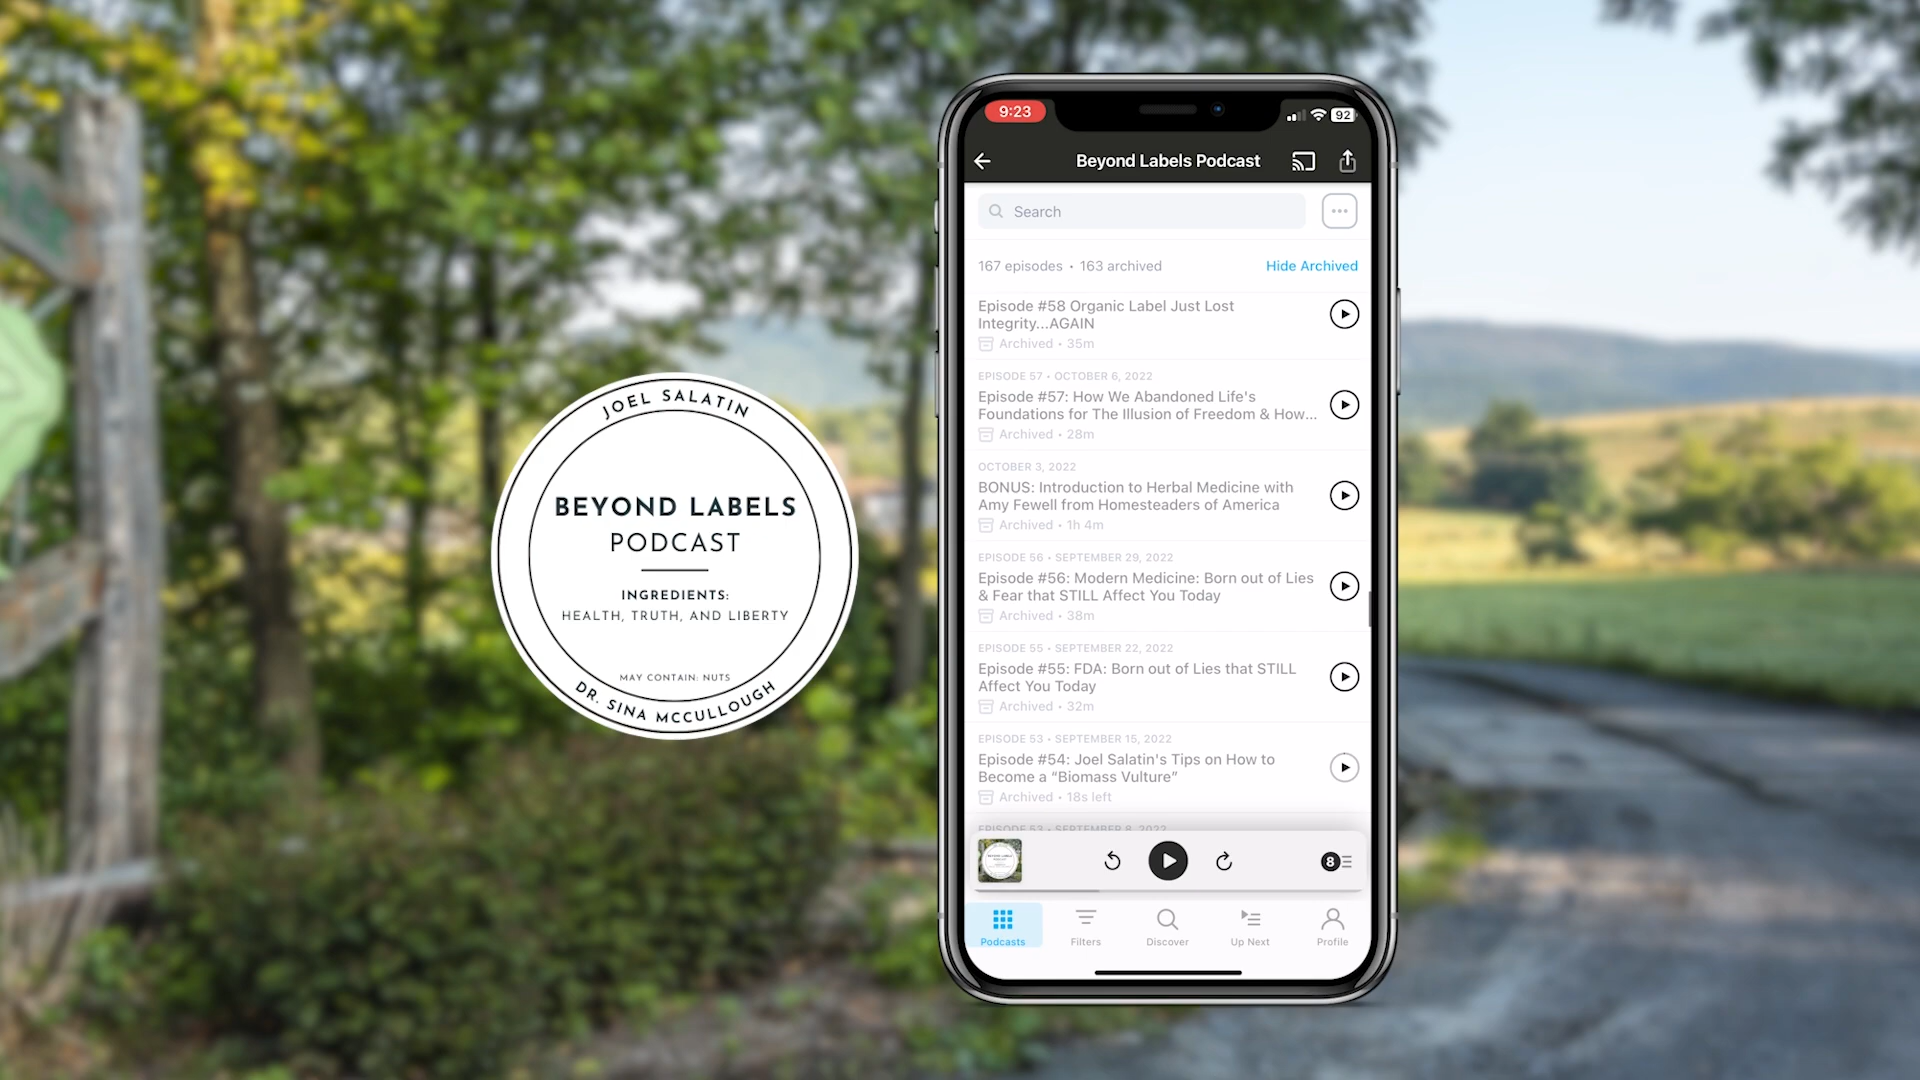 JOEL SALATIN
BEYOND LABELS
PODCAST
INGREDIENTS:
HEALTH, TRUTH, AND LIBERTY
MAY CONTAIN: NUTS
DR. SINA MCCULLOUGH
9:23
92
Beyond Labels Podcast
Search
167 episodes • 163 archived
Hide Archived
Episode #58 Organic Label Just Lost
Integrity...AGAIN
Archived • 35m
EPISODE 57 • OCTOBER 6, 2022
Episode #57: How We Abandoned Life's
Foundations for The Illusion of Freedom & How...
Archived • 28m
OCTOBER 3, 2022
BONUS: Introduction to Herbal Medicine with
Amy Fewell from Homesteaders of America
Archived • 1h 4m
EPISODE 56 • SEPTEMBER 29, 2022
Episode #56: Modern Medicine: Born out of Lies
& Fear that STILL Affect You Today
Archived • 38m
EPISODE 55 • SEPTEMBER 22, 2022
Episode #55: FDA: Born out of Lies that STILL
Affect You Today
Archived • 32m
EPISODE 53 • SEPTEMBER 15, 2022
Episode #54: Joel Salatin's Tips on How to
Become a “Biomass Vulture”
Archived • 18s left
EPISODE 53 • SEPTEMBER 8, 2022
8
Podcasts
Filters
Discover
Up Next
Profile